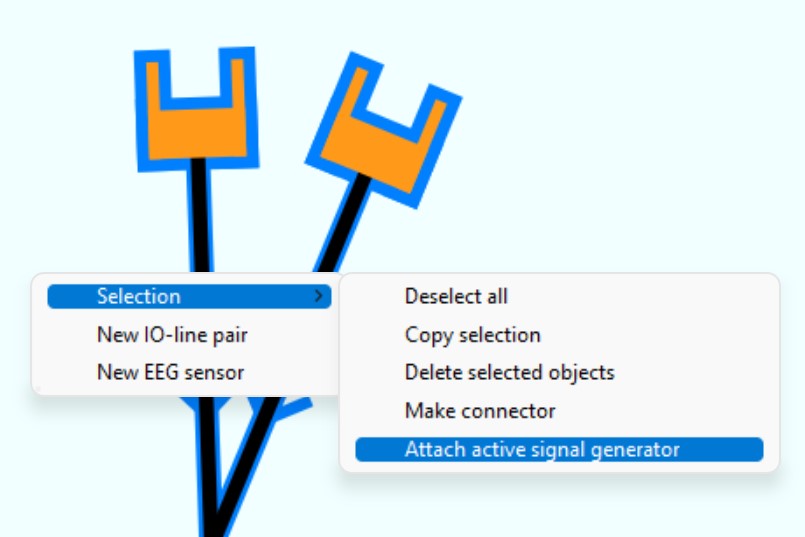 Selection
New IO-line pair
New EEG sensor
Deselect all
Copy selection
Delete selected objects
Make connector
Attach active signal generator